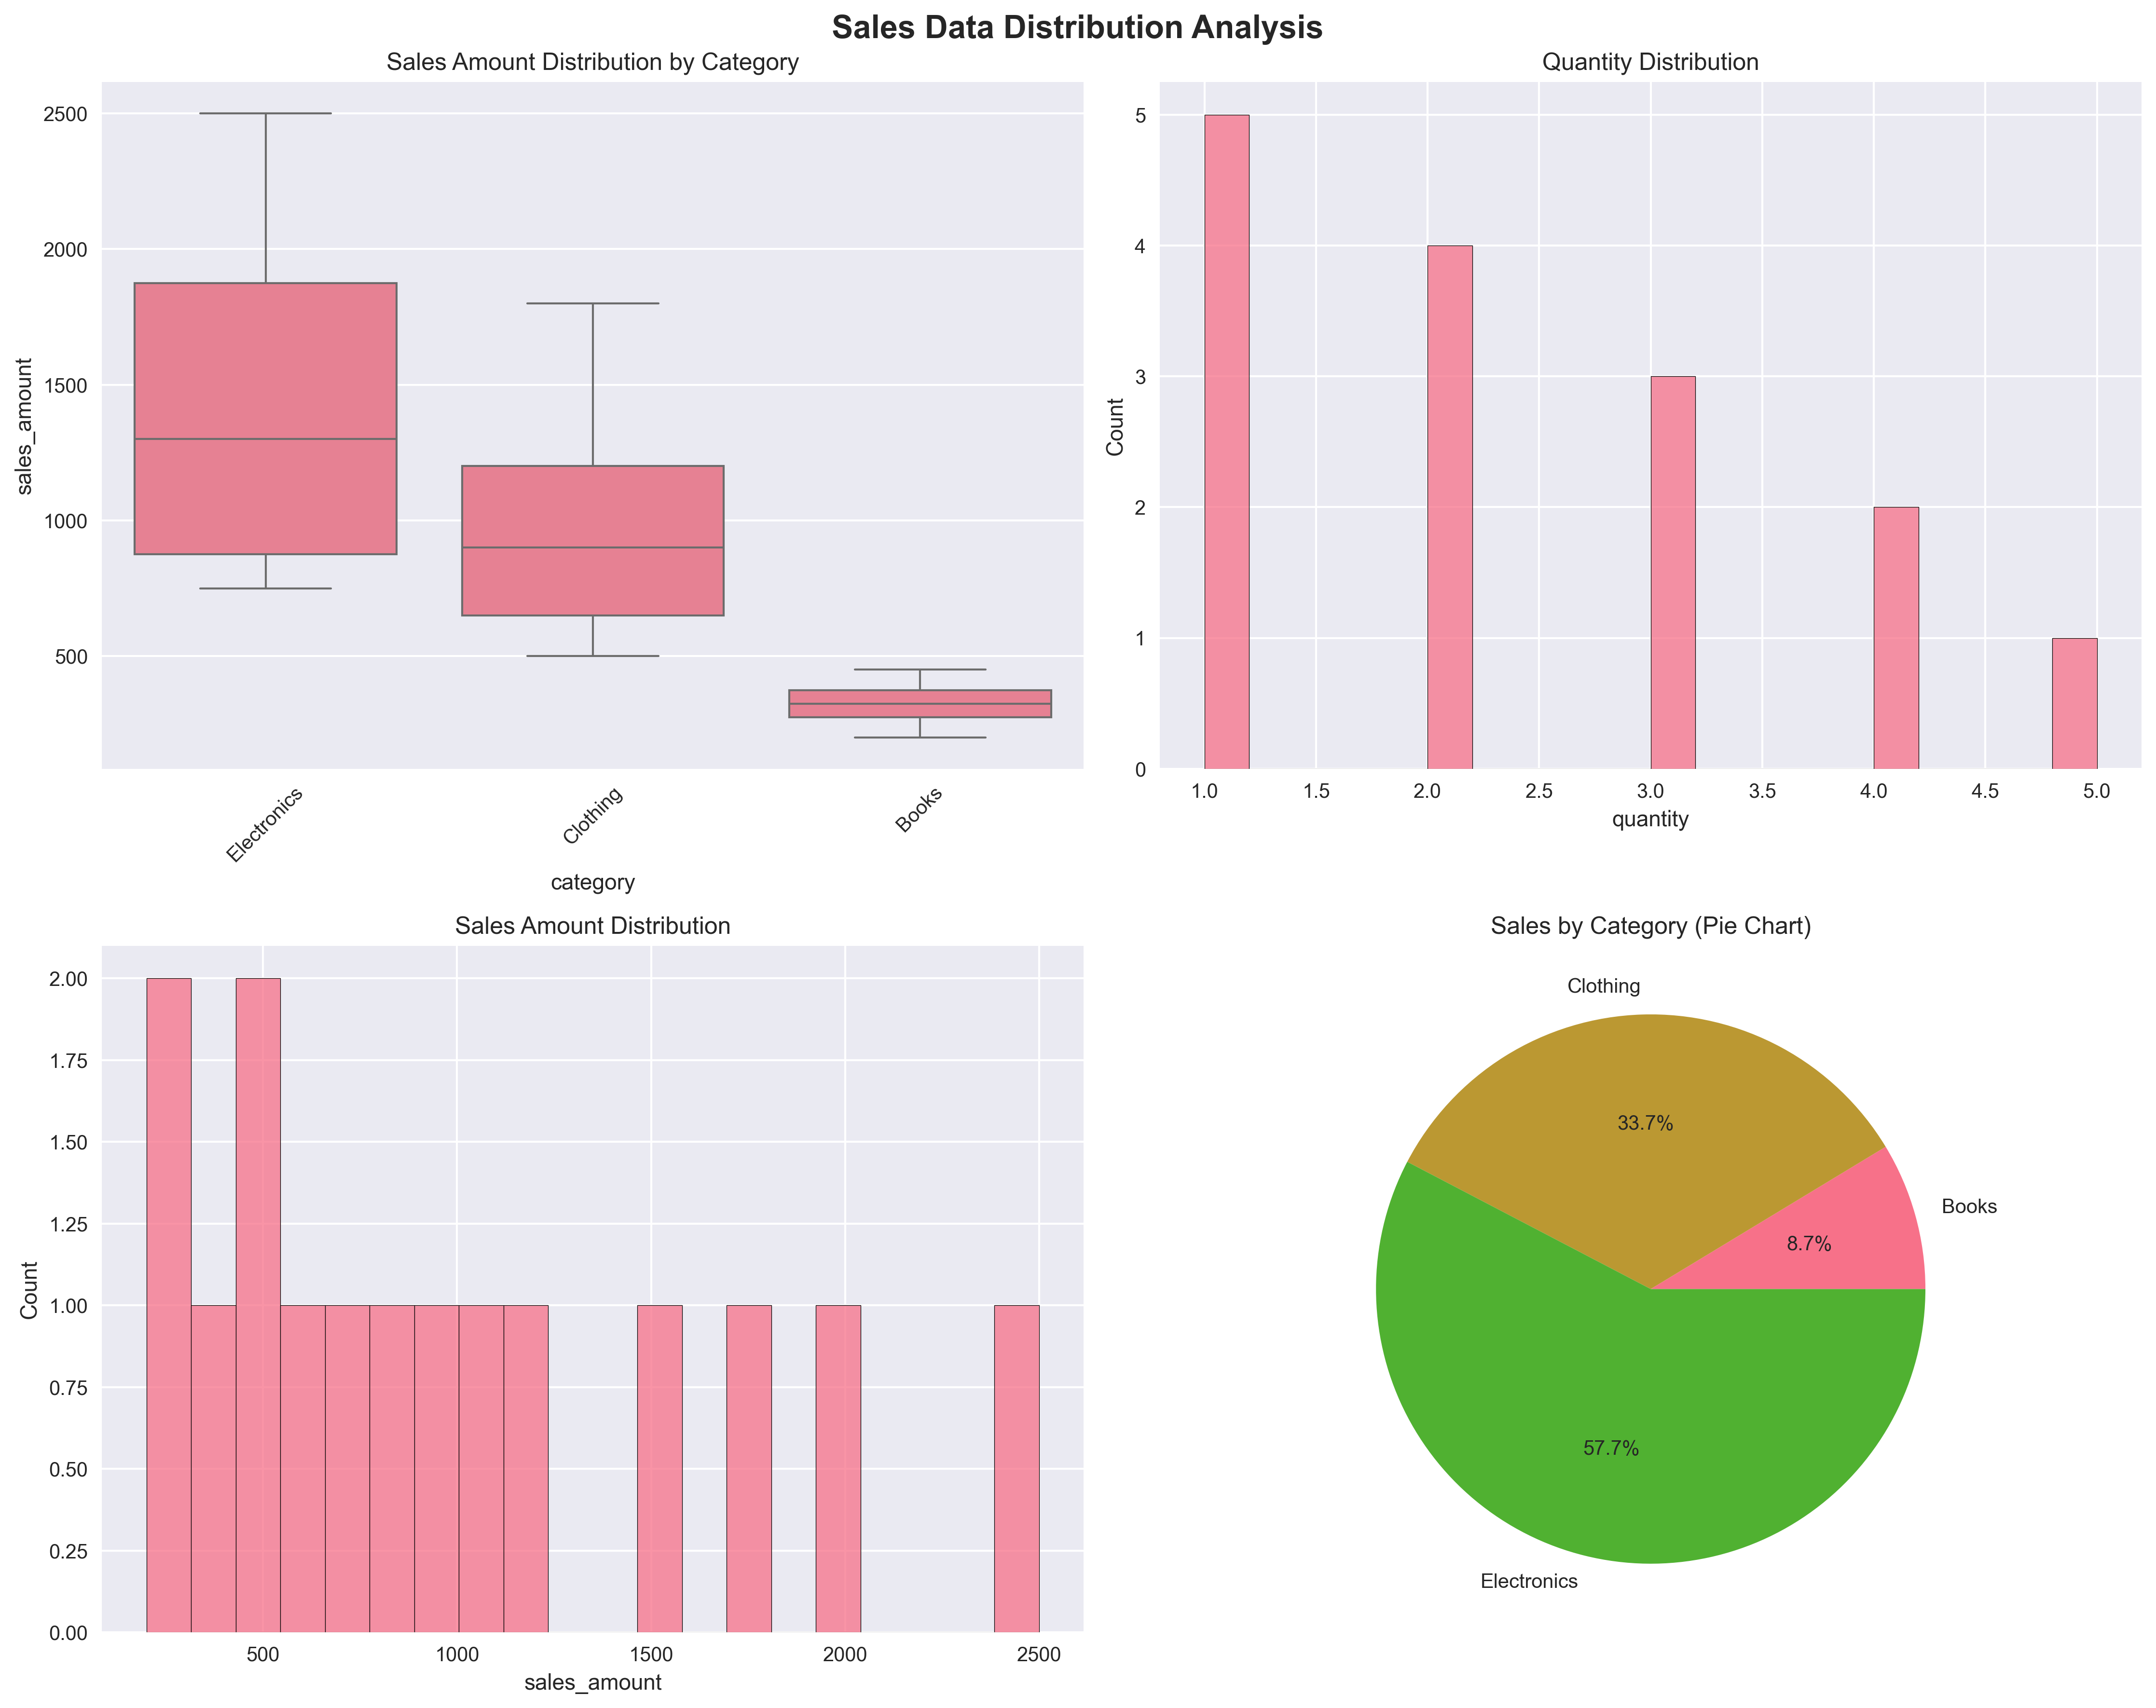 Sales Data Distribution Analysis
Sales Amount Distribution by Category
2500
2000
1500
1000
500
sales_amount
Electronics
Clothing
Books
category
Quantity Distribution
5
4
3
2
1
0
Count
1.0 1.5 2.0 2.5 3.0 3.5 4.0 4.5 5.0
quantity
Sales Amount Distribution
2.00
1.75
1.50
1.25
1.00
0.75
0.50
0.25
0.00
Count
500 1000 1500 2000 2500
sales_amount
Sales by Category (Pie Chart)
Clothing
33.7%
Books
8.7%
57.7%
Electronics